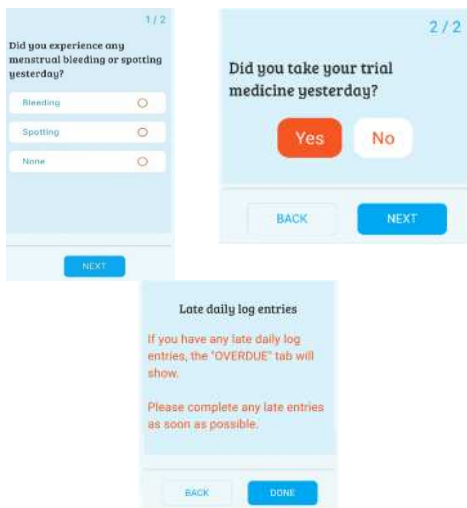 1 / 2
Did you experience any
menstrual bleeding or spotting
yesterday?
Bleeding
Spotting
None
NEXT
2 / 2
Did you take your trial
medicine yesterday?
Yes
No
BACK
NEXT
Late daily log entries
If you have any late daily log
entries, the "OVERDUE" tab will
show.
Please complete any late entries
as soon as possible.
BACK
DONE